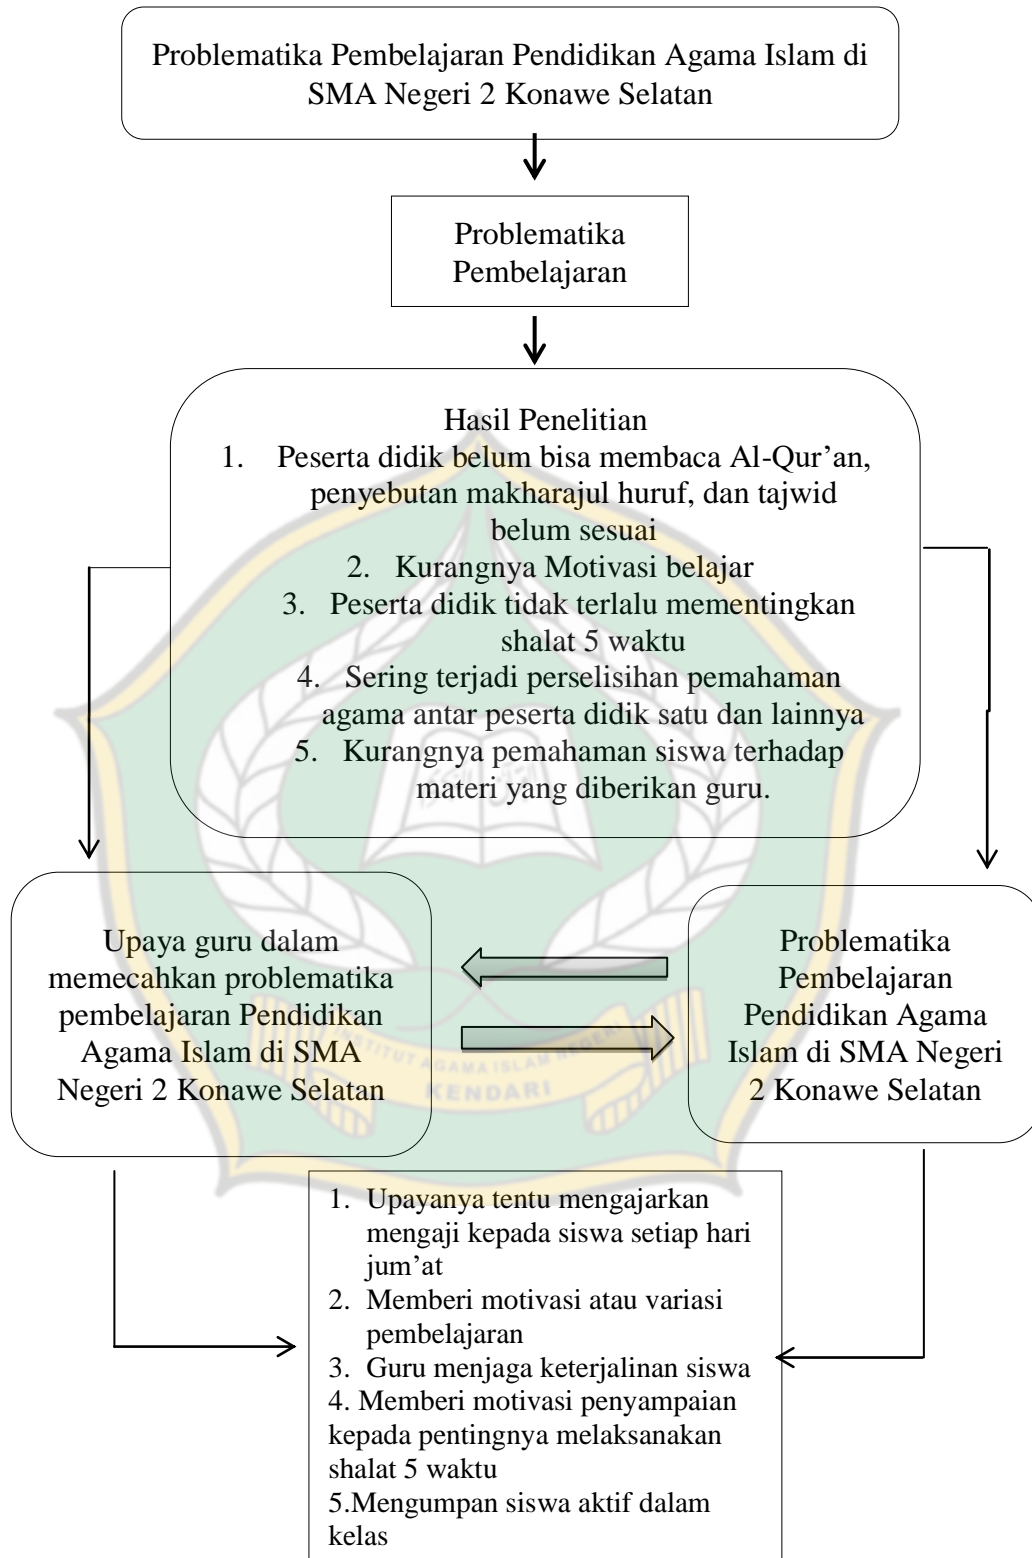 Problematika Pembelajaran Pendidikan Agama Islam di
SMA Negeri 2 Konawe Selatan
Problematika
Pembelajaran
Hasil Penelitian
1. Peserta didik belum bisa membaca Al-Qur’an,
penyebutan makharajul huruf, dan tajwid
belum sesuai
2. Kurangnya Motivasi belajar
3. Peserta didik tidak terlalu mementingkan
shalat 5 waktu
4. Sering terjadi perselisihan pemahaman
agama antar peserta didik satu dan lainnya
5. Kurangnya pemahaman siswa terhadap
materi yang diberikan guru.
Upaya guru dalam
memecahkan problematika
pembelajaran Pendidikan
Agama Islam di SMA
Negeri 2 Konawe Selatan
Problematika
Pembelajaran
Pendidikan Agama
Islam di SMA Negeri
2 Konawe Selatan
INSTITUT AGAMA ISLAM NEGERI
KENDARI
1. Upayanya tentu mengajarkan
mengaji kepada siswa setiap hari
jum’at
2. Memberi motivasi atau variasi
pembelajaran
3. Guru menjaga keterjalinan siswa
4. Memberi motivasi penyampaian
kepada pentingnya melaksanakan
shalat 5 waktu
5.Mengumpan siswa aktif dalam
kelas